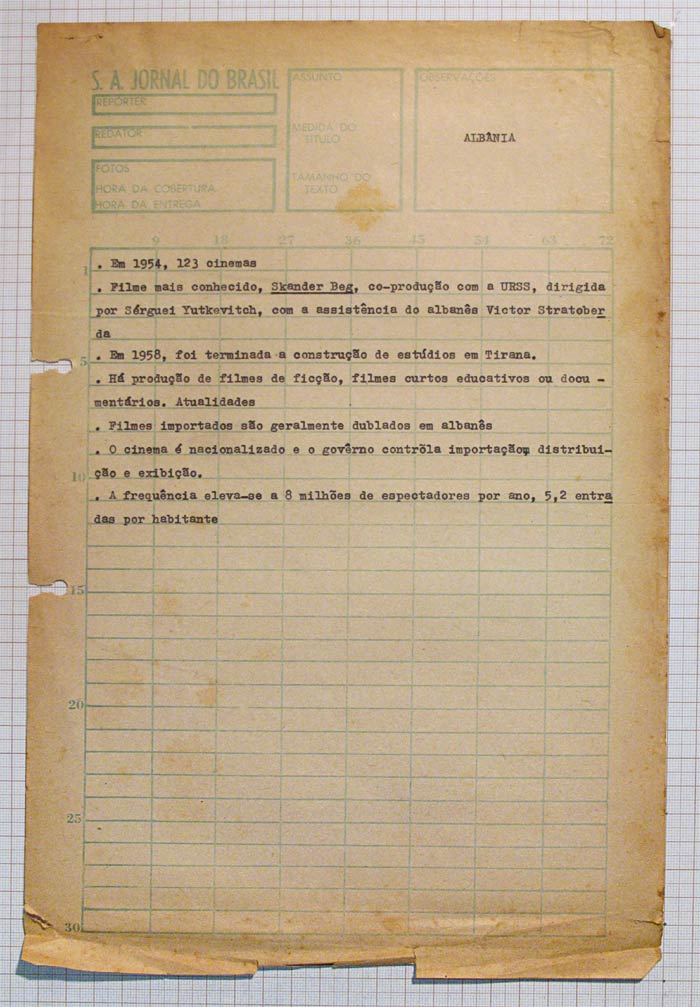 S. A. JORNAL DO BRASIL
REPÓRTER
REDATOR
FOTOS
HORA DA COBERTURA
HORA DA ENTREGA
ASSUNTO
MEDIDA DO
TÍTULO
TAMANHO DO
TEXTO
OBSERVAÇÕES
ALBÂNIA
9 18 27 36 45 54 63 72
1
. Em 1954, 123 cinemas
. Filme mais conhecido, Skander Beg, co-produção com a URSS, dirigida
por Sérguei Yutkevitch, com a assistência do albanês Victor Stratober
da
5
. Em 1958, foi terminada a construção de estúdios em Tirana.
. Há produção de filmes de ficção, filmes curtos educativos ou docu -
mentários. Atualidades
. Filmes importados são geralmente dublados em albanês
. O cinema é nacionalizado e o govêrno contrôla importação, distribui-
10
ção e exibição.
. A frequência eleva-se a 8 milhões de espectadores por ano, 5,2 entra
das por habitante
15
20
25
30